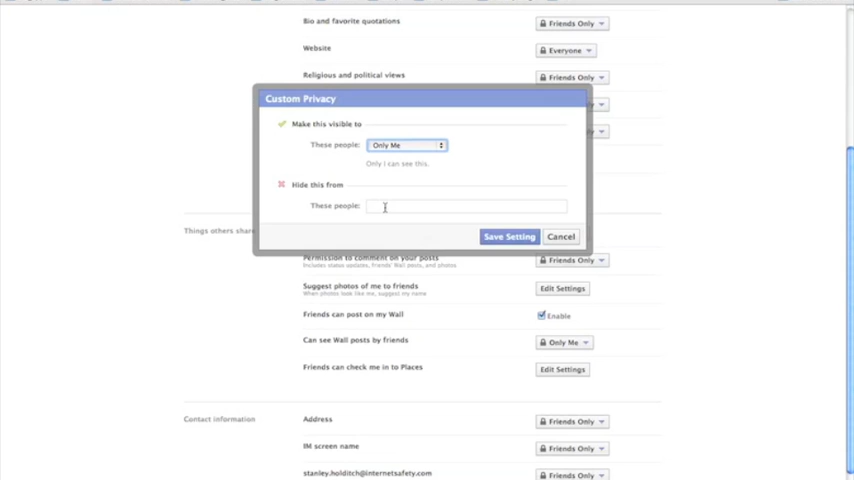 Bio and favorite quotations
Friends Only
Website
Everyone
Religious and political views
Friends Only
Custom Privacy
Make this visible to
These people: Only Me
Only I can see this.
Hide this from
These people:
Save Setting Cancel
Things others share
Permission to comment on your posts
Friends Only
Includes status updates, friends' Wall posts, and photos
Suggest photos of me to friends
Edit Settings
When photos look like me, suggest my name
Friends can post on my Wall
Enable
Can see Wall posts by friends
Only Me
Friends can check me in to Places
Edit Settings
Contact information
Address
Friends Only
IM screen name
Friends Only
stanley.holditch@internetsafety.com
Friends Only